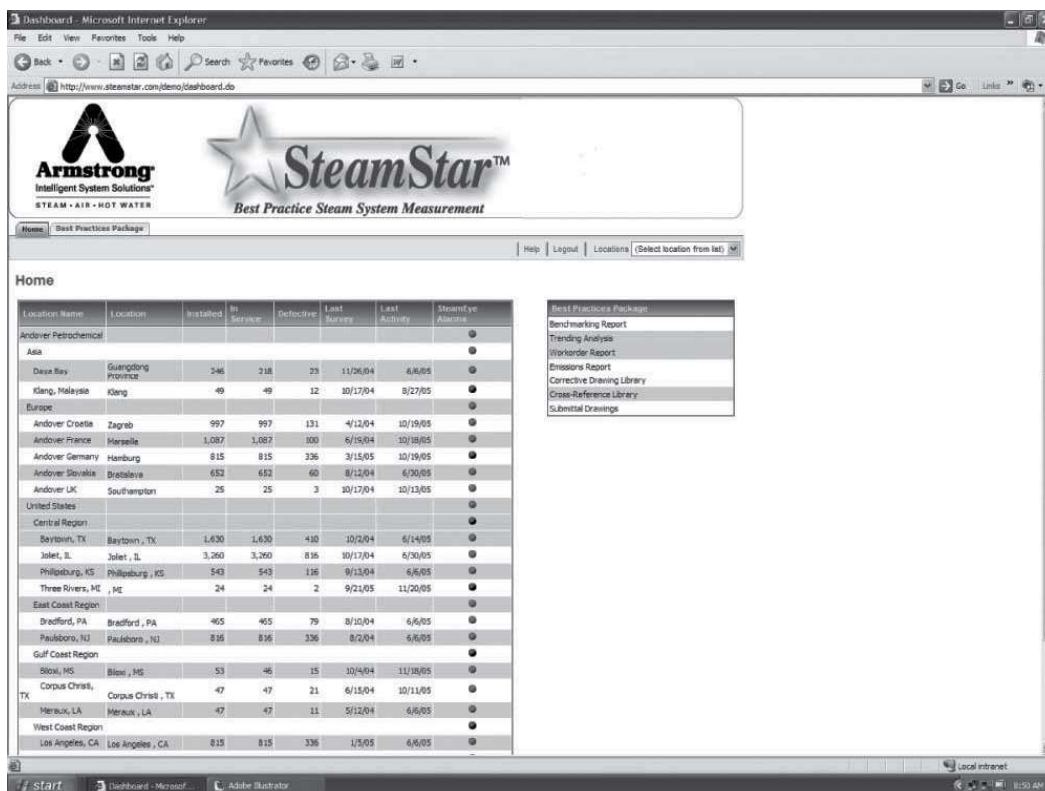 Dashboard - Microsoft Internet Explorer
File Edit View Favorites Tools Help
Back Search Favorites
Address http://www.steamstar.com/demo/dashboard.do Go Links »
Armstrong®
Intelligent System Solutions™
STEAM • AIR • HOT WATER
SteamStar™
Best Practice Steam System Measurement
Home Best Practices Package
Help Logout Locations (Select location from list)
Home
Location Name Location Installed In Service Defective Last Survey Last Activity SteamEye Alarms
Andover Petrochemical
Asia
Daya Bay Guangdong Province 246 218 23 11/26/04 6/6/05
Klang, Malaysia Klang 49 49 12 10/17/04 8/27/05
Europe
Andover Croatia Zagreb 997 997 131 4/12/04 10/19/05
Andover France Marseille 1,087 1,087 100 6/19/04 10/18/05
Andover Germany Hamburg 815 815 336 3/15/05 10/19/05
Andover Slovakia Bratislava 652 652 60 8/12/04 6/30/05
Andover UK Southampton 25 25 3 10/17/04 10/13/05
United States
Central Region
Baytown, TX Baytown , TX 1,630 1,630 410 10/2/04 6/14/05
Joliet, IL Joliet , IL 3,260 3,260 816 10/17/04 6/30/05
Philipsburg, KS Philipsburg , KS 543 543 116 9/13/04 6/6/05
Three Rivers, MI , MI 24 24 2 9/21/05 11/20/05
East Coast Region
Bradford, PA Bradford , PA 465 465 79 8/10/04 6/6/05
Paulsboro, NJ Paulsboro , NJ 816 816 336 8/2/04 6/6/05
Gulf Coast Region
Biloxi, MS Biloxi , MS 53 46 15 10/4/04 11/18/05
Corpus Christi, TX Corpus Christi , TX 47 47 21 6/15/04 10/11/05
Meraux, LA Meraux , LA 47 47 11 5/12/04 6/6/05
West Coast Region
Los Angeles, CA Los Angeles , CA 815 815 336 1/5/05 6/6/05
Best Practices Package
Benchmarking Report
Trending Analysis
Workorder Report
Emissions Report
Corrective Drawing Library
Cross-Reference Library
Submittal Drawings
Local intranet
start Dashboard - Microsof... Adobe Illustrator 8:50 AM